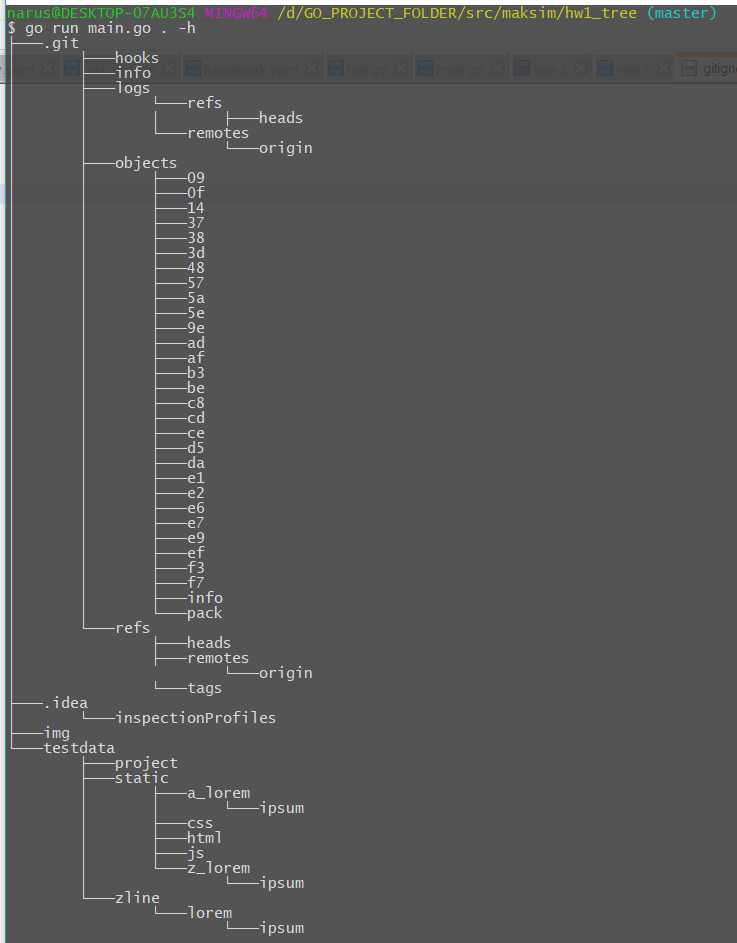 narus@DESKTOP-07AU3S4 MINGW64 /d/GO_PROJECT_FOLDER/src/maksim/hw1_tree (master)
$ go run main.go . -h
├───.git
│	├───hooks
│	├───info
framework.yaml test.go main.go new 3 new 4 .gitign
│	├───logs
│	│	└───refs
│	│	│	├───heads
│	│	└───remotes
│	│		└───origin
│	├───objects
│	│	├───09
│	│	├───0f
│	│	├───14
│	│	├───37
│	│	├───38
│	│	├───3d
│	│	├───48
│	│	├───57
│	│	├───5a
│	│	├───5e
│	│	├───9e
│	│	├───ad
│	│	├───af
│	│	├───b3
│	│	├───be
│	│	├───c8
│	│	├───cd
│	│	├───ce
│	│	├───d5
│	│	├───da
│	│	├───e1
│	│	├───e2
│	│	├───e6
│	│	├───e7
│	│	├───e9
│	│	├───ef
│	│	├───f3
│	│	├───f7
│	│	├───info
│	│	└───pack
│	└───refs
│		├───heads
│		├───remotes
│			└───origin
│		└───tags
├───.idea
│	└───inspectionProfiles
├───img
└───testdata
	├───project
	├───static
	│	├───a_lorem
	│	│	└───ipsum
	│	├───css
	│	├───html
	│	├───js
	│	└───z_lorem
	│		└───ipsum
	└───zline
		└───lorem
			└───ipsum